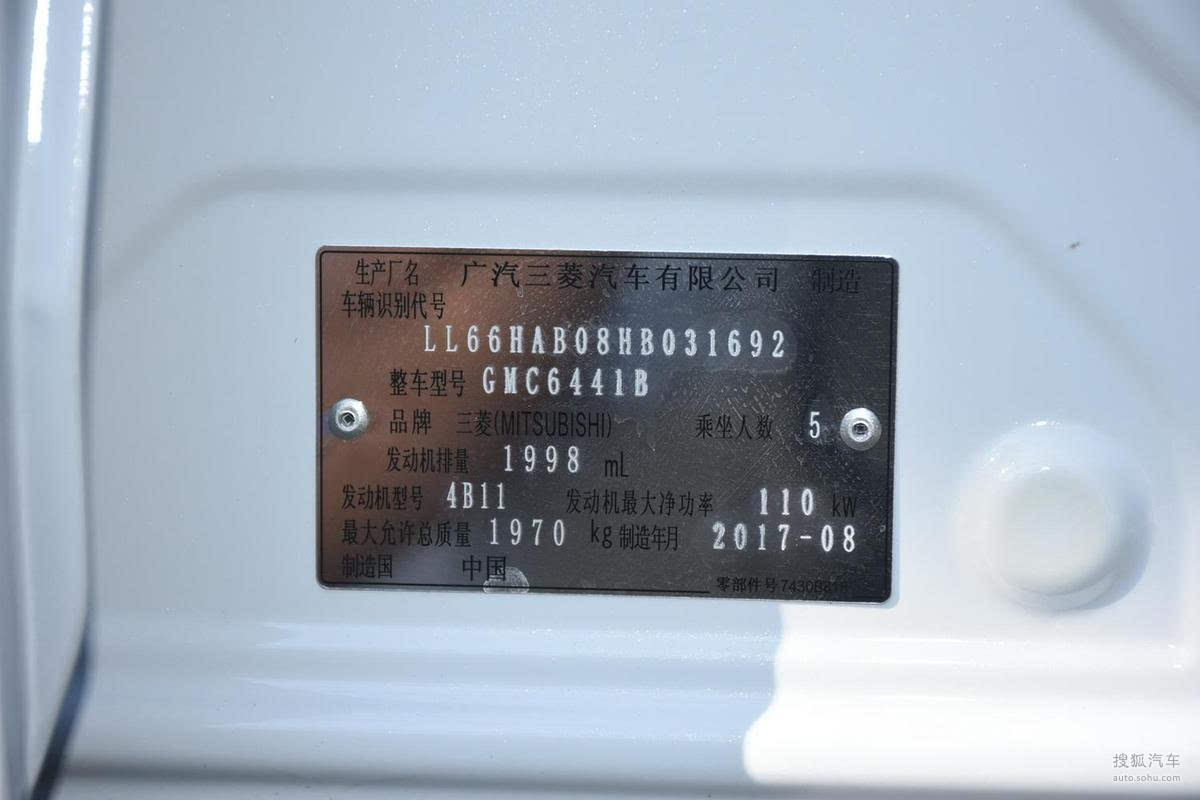 生产厂名 广汽三菱汽车有限公司 制造
车辆识别代号
LL66HAB08HB031692
整车型号 GMC6441B
品牌 三菱(MITSUBISHI) 乘坐人数 5
发动机排量 1998 mL
发动机型号 4B11 发动机最大净功率 110 kW
最大允许总质量 1970 kg 制造年月 2017-08
制造国 中国
零部件号
搜狐汽车
auto.sohu.com